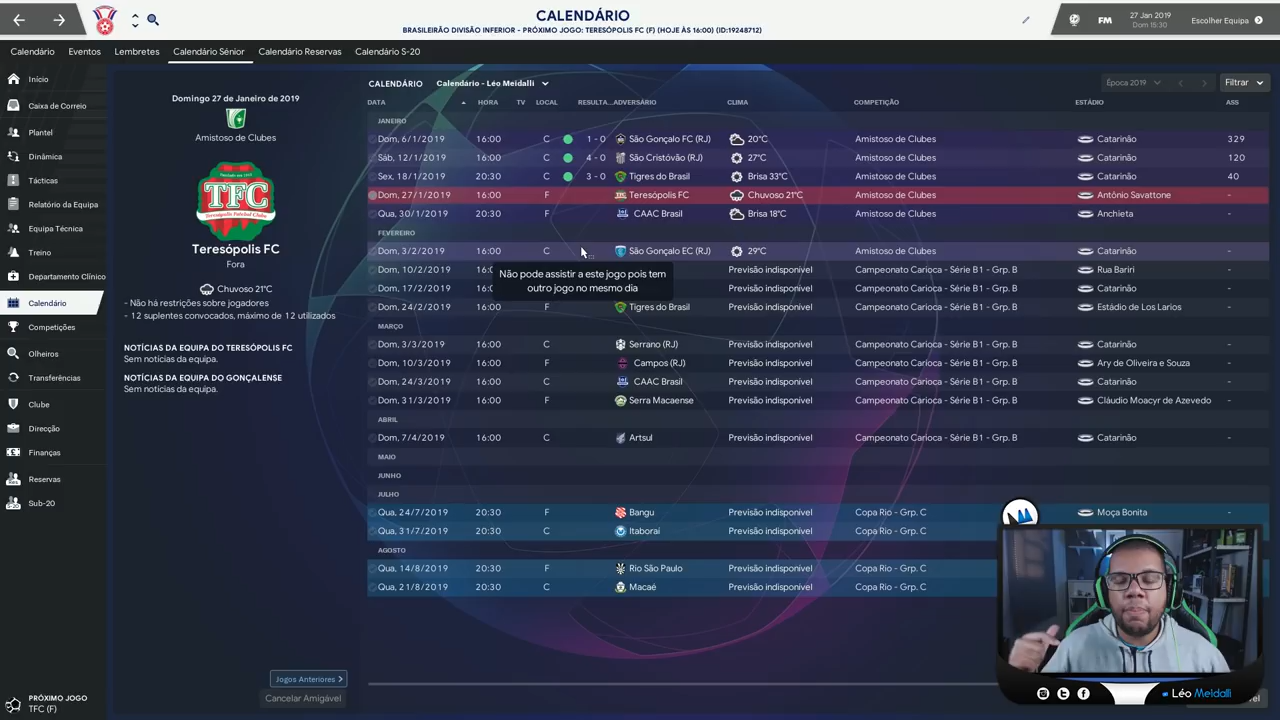 CALENDÁRIO
BRASILEIRÃO DIVISÃO INFERIOR - PRÓXIMO JOGO: TERESÓPOLIS FC (F) (HOJE ÀS 16:00) (ID:19248712)
FM
27 Jan 2019
Dom 15:30
Escolher Equipa
Calendário Eventos Lembretes Calendário Sénior Calendário Reservas Calendário S-20
Início
Caixa de Correio
Plantel
Dinâmica
Tácticas
Relatório da Equipa
Equipa Técnica
Treino
Departamento Clínico
Calendário
Competições
Olheiros
Transferências
Clube
Direcção
Finanças
Reservas
Sub-20
PRÓXIMO JOGO
TFC (F)
Domingo 27 de Janeiro de 2019
Amistoso de Clubes
TFC
Teresópolis Futebol Clube
Teresópolis FC
Fora
Chuvoso 21°C
- Não há restrições sobre jogadores
- 12 suplentes convocados, máximo de 12 utilizados
NOTÍCIAS DA EQUIPA DO TERESÓPOLIS FC
Sem notícias da equipa.
NOTÍCIAS DA EQUIPA DO GONÇALENSE
Sem notícias da equipa.
Jogos Anteriores
Cancelar Amigável
CALENDÁRIO Calendário - Léo Meidalli Época 2019 Filtrar
DATA HORA TV LOCAL RESULTA... ADVERSÁRIO CLIMA COMPETIÇÃO ESTÁDIO ASS
JANEIRO
Dom, 6/1/2019 16:00 C 1 - 0 São Gonçalo FC (RJ) 20°C Amistoso de Clubes Catarinão 329
Sáb, 12/1/2019 16:00 C 4 - 0 São Cristóvão (RJ) 27°C Amistoso de Clubes Catarinão 120
Sex, 18/1/2019 20:30 C 3 - 0 Tigres do Brasil Brisa 33°C Amistoso de Clubes Catarinão 40
Dom, 27/1/2019 16:00 F Teresópolis FC Chuvoso 21°C Amistoso de Clubes Antônio Savattone -
Qua, 30/1/2019 20:30 F CAAC Brasil Brisa 18°C Amistoso de Clubes Anchieta -
FEVEREIRO
Dom, 3/2/2019 16:00 C São Gonçalo EC (RJ) 29°C Amistoso de Clubes Catarinão -
Dom, 10/2/2019 16:0 Previsão indisponível Campeonato Carioca - Série B1 - Grp. B Rua Bariri -
Não pode assistir a este jogo pois tem
outro jogo no mesmo dia
Dom, 17/2/2019 16:0 Previsão indisponível Campeonato Carioca - Série B1 - Grp. B Catarinão -
Dom, 24/2/2019 16:00 F Tigres do Brasil Previsão indisponível Campeonato Carioca - Série B1 - Grp. B Estádio de Los Larios -
MARÇO
Dom, 3/3/2019 16:00 C Serrano (RJ) Previsão indisponível Campeonato Carioca - Série B1 - Grp. B Catarinão -
Dom, 10/3/2019 16:00 F Campos (RJ) Previsão indisponível Campeonato Carioca - Série B1 - Grp. B Ary de Oliveira e Souza -
Dom, 24/3/2019 16:00 C CAAC Brasil Previsão indisponível Campeonato Carioca - Série B1 - Grp. B Catarinão -
Dom, 31/3/2019 16:00 F Serra Macaense Previsão indisponível Campeonato Carioca - Série B1 - Grp. B Cláudio Moacyr de Azevedo -
ABRIL
Dom, 7/4/2019 16:00 C Artsul Previsão indisponível Campeonato Carioca - Série B1 - Grp. B Catarinão -
MAIO
JUNHO
JULHO
Qua, 24/7/2019 20:30 F Bangu Previsão indisponível Copa Rio - Grp. C Moça Bonita -
Qua, 31/7/2019 20:30 C Itaboraí Previsão indisponível Copa Rio - Grp. C
AGOSTO
Qua, 14/8/2019 20:30 F Rio São Paulo Previsão indisponível Copa Rio - Grp. C
Qua, 21/8/2019 20:30 C Macaé Previsão indisponível Copa Rio - Grp. C
Léo Meidalli